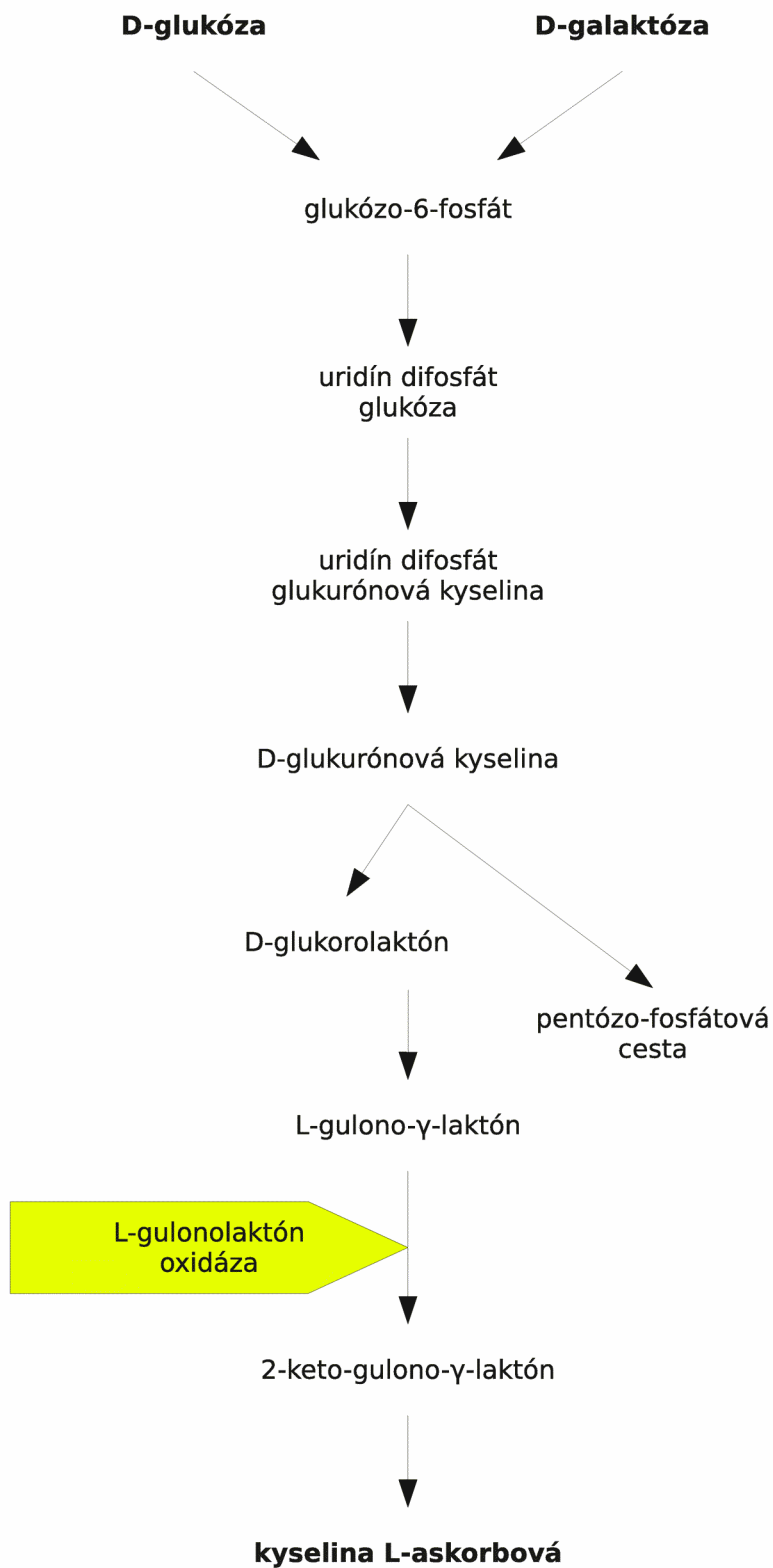 D-glukóza
D-galaktóza
glukózo-6-fosfát
uridín difosfát
glukóza
uridín difosfát
glukurónová kyselina
D-glukurónová kyselina
D-glukorolaktón
pentózo-fosfátová
cesta
L-gulono-γ-laktón
L-gulonolaktón
oxidáza
2-keto-gulono-γ-laktón
kyselina L-askorbová